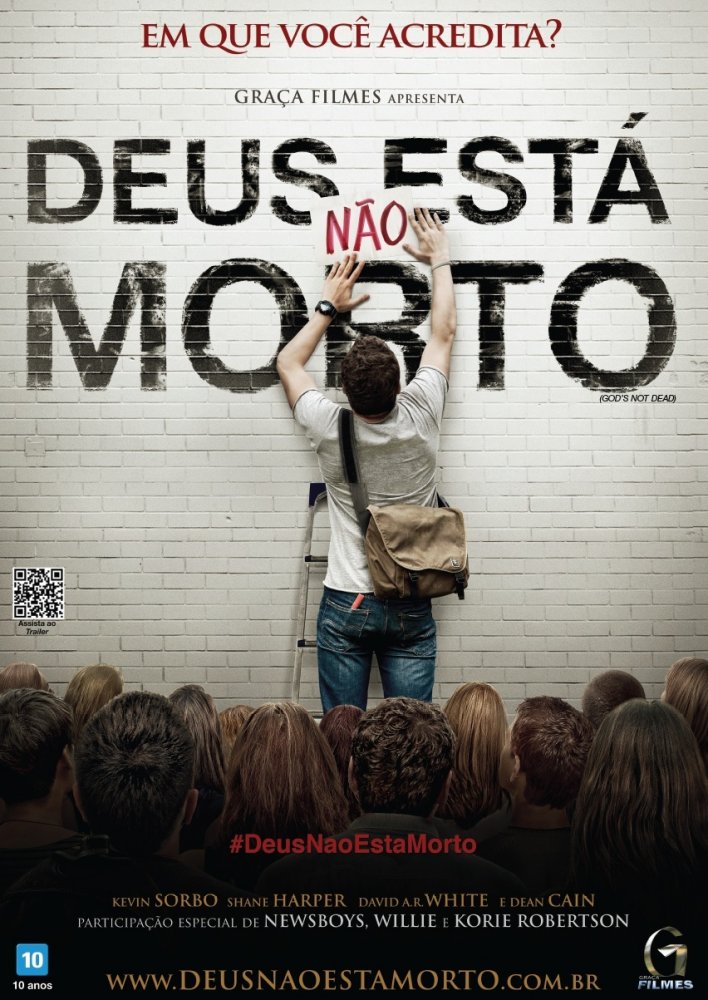 EM QUE VOCÊ ACREDITA?
GRAÇA FILMES APRESENTA
DEUS ESTÁ
NÃO
MORTO
(GOD'S NOT DEAD)
Assista ao
Trailer
#DeusNaoEstaMorto
KEVIN SORBO SHANE HARPER DAVID A.R. WHITE E DEAN CAIN
PARTICIPAÇÃO ESPECIAL DE NEWSBOYS, WILLIE E KORIE ROBERTSON
10
10 anos
WWW.DEUSNAOESTAMORTO.COM.BR
G
GRAÇA
FILMES